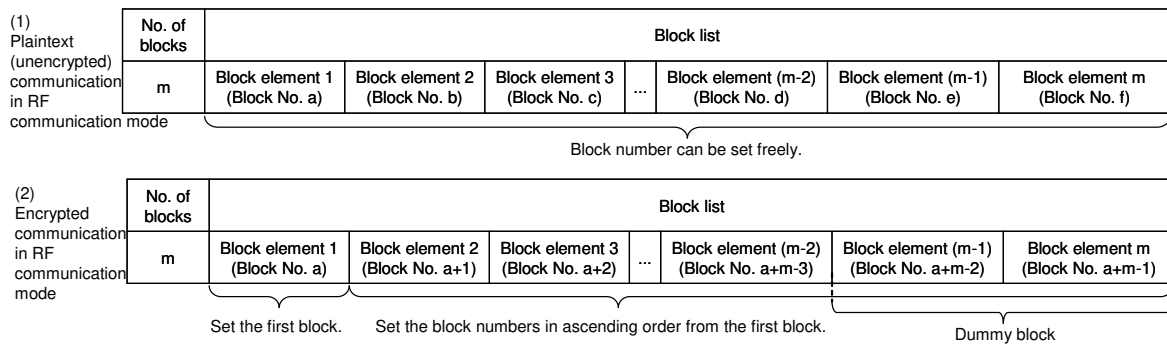 (1)
Plaintext
(unencrypted)
communication
in RF
communication mode
No. of
blocks
Block list
m
Block element 1
(Block No. a)
Block element 2
(Block No. b)
Block element 3
(Block No. c)
...
Block element (m-2)
(Block No. d)
Block element (m-1)
(Block No. e)
Block element m
(Block No. f)
Block number can be set freely.
(2)
Encrypted
communication
in RF
communication
mode
No. of
blocks
Block list
m
Block element 1
(Block No. a)
Block element 2
(Block No. a+1)
Block element 3
(Block No. a+2)
...
Block element (m-2)
(Block No. a+m-3)
Block element (m-1)
(Block No. a+m-2)
Block element m
(Block No. a+m-1)
Set the first block.
Set the block numbers in ascending order from the first block.
Dummy block